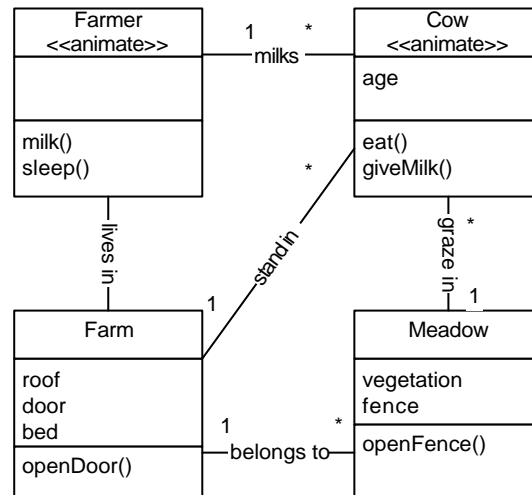 Farmer
<<animate>>
milk()
sleep()
1
*
milks
Cow
<<animate>>
age
eat()
giveMilk()
lives in
*
stand in
1
graze in
*
1
Farm
roof
door
bed
openDoor()
1
*
belongs to
Meadow
vegetation
fence
openFence()